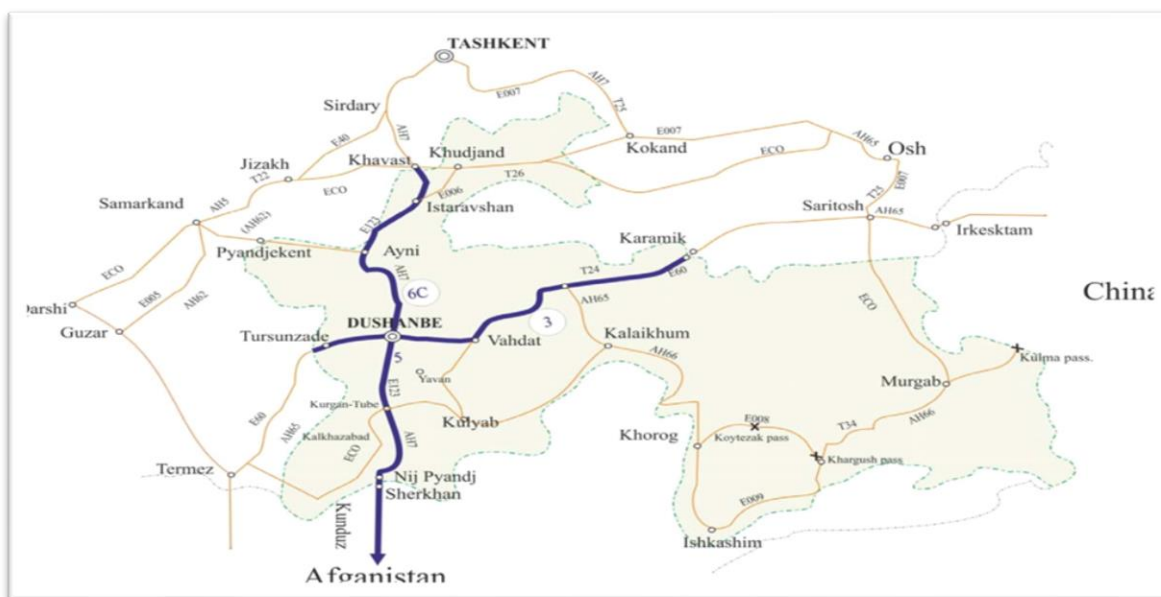 TASHKENT
AH7
E007
T25
Sirdary
E40
AH7
E007
AH65
Kokand
ECO
Osh
Jizakh
Khavast
Khudjand
T22
ECO
E006
T26
E007
T25
AH5
Samarkand
(AH62)
Istaravshan
Saritosh
AH65
E123
Karamik
Irkesktam
Pyandjekent
Ayni
ECO
T24
E60
AH7
E005
AH62
6C
AH65
ECO
China
arshi
3
DUSHANBE
Guzar
Tursunzade
Vahdat
Kalaikhum
5
AH66
Kulma pass.
Yavan
Murgab
E123
E60
Kurgan-Tube
AH66
AH65
Kulyab
E008
T34
Kalkhazabad
AH7
Khorog
Koytezak pass
ECO
Khargush pass
Termez
Nij Pyandj
Sherkhan
E009
Kunduz
Ishkashim
Afganistan